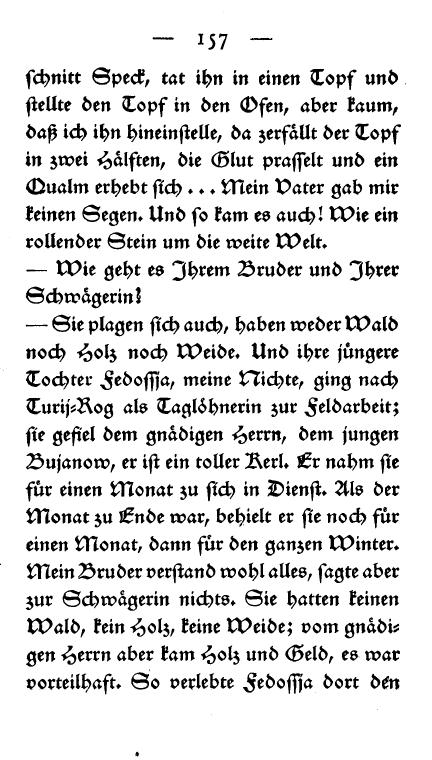 — 157 —
ſchnitt Speck, tat ihn in einen Topf und
ſtellte den Topf in den Ofen, aber kaum,
daß ich ihn hineinſtelle, da zerfällt der Topf
in zwei Hälften, die Glut praſſelt und ein
Qualm erhebt ſich ... Mein Vater gab mir
keinen Segen. Und ſo kam es auch! Wie ein
rollender Stein um die weite Welt.
— Wie geht es Ihrem Bruder und Ihrer
Schwägerin?
— Sie plagen ſich auch, haben weder Wald
noch Holz noch Weide. Und ihre jüngere
Tochter Fedoſſja, meine Nichte, ging nach
Turij-Rog als Taglöhnerin zur Feldarbeit;
ſie gefiel dem gnädigen Herrn, dem jungen
Bujanow, er iſt ein toller Kerl. Er nahm ſie
für einen Monat zu ſich in Dienſt. Als der
Monat zu Ende war, behielt er ſie noch für
einen Monat, dann für den ganzen Winter.
Mein Bruder verſtand wohl alles, ſagte aber
zur Schwägerin nichts. Sie hatten keinen
Wald, kein Holz, keine Weide; vom gnädi-
gen Herrn aber kam Holz und Geld, es war
vorteilhaft. So verlebte Fedoſſja dort den